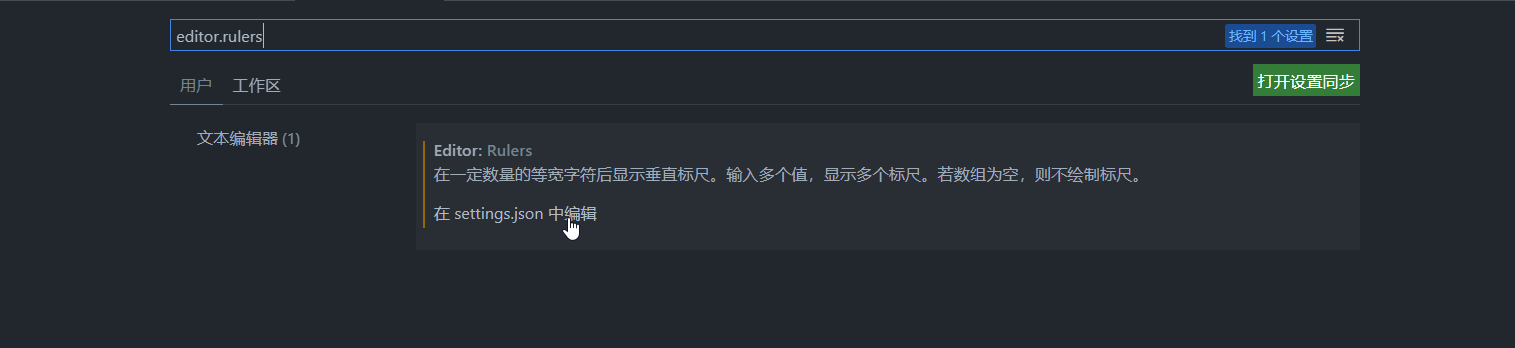 editor.rulers
找到 1 个设置
用户
工作区
打开设置同步
文本编辑器 (1)
Editor: Rulers
在一定数量的等宽字符后显示垂直标尺。输入多个值，显示多个标尺。若数组为空，则不绘制标尺。
在 settings.json 中编辑